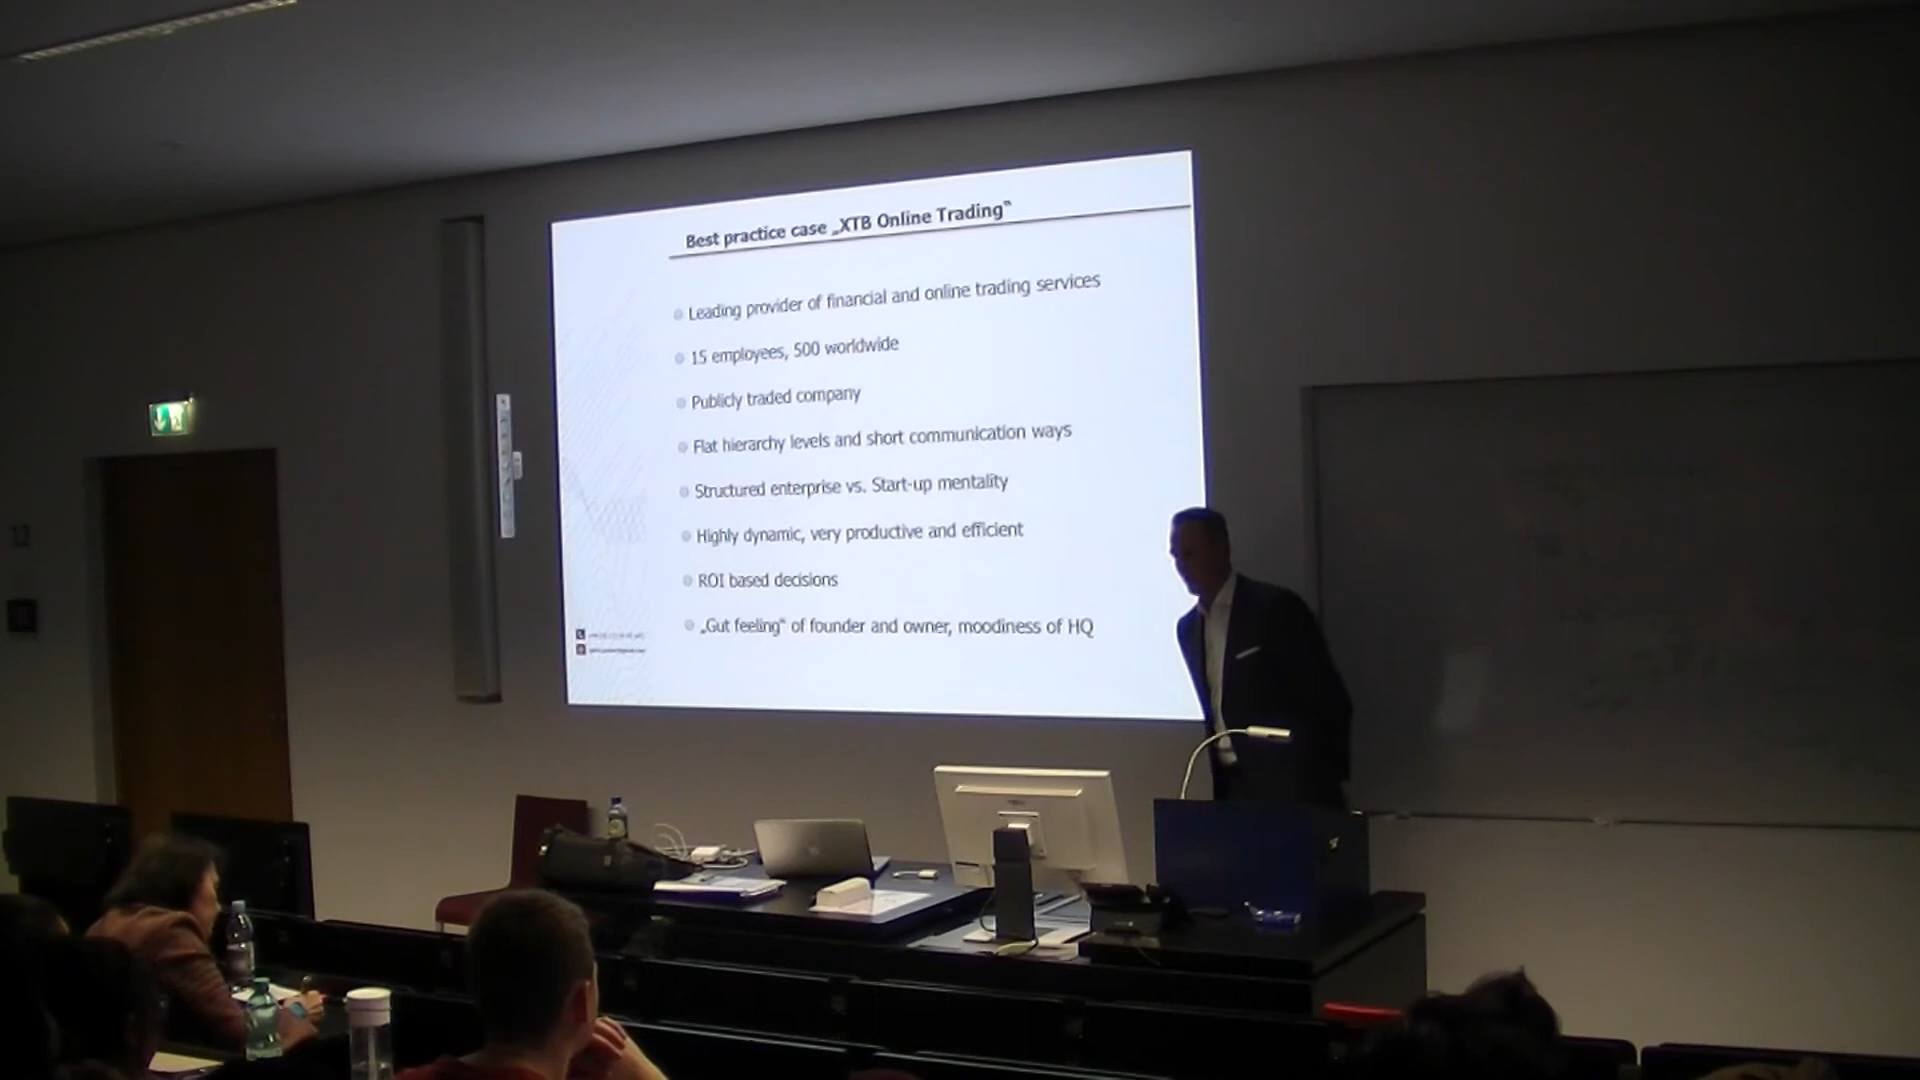 Best practice case „XTB Online Trading‟
Leading provider of financial and online trading services
15 employees, 500 worldwide
Publicly traded company
Flat hierarchy levels and short communication ways
Structured enterprise vs. Start-up mentality
Highly dynamic, very productive and efficient
ROI based decisions
„Gut feeling“ of founder and owner, moodiness of HQ